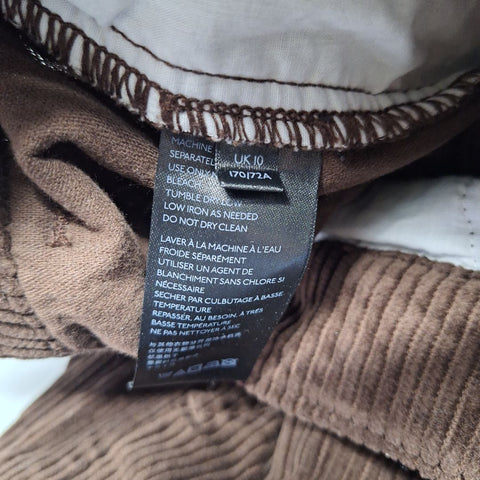 MACHINE
SEPARATEL
USE ONLY
BLEACH
TUMBLE DRY LOW
LOW IRON AS NEEDED
DO NOT DRY CLEAN
UK 10
170/72A
LAVER À LA MACHINE À L'EAU
FROIDE SÉPARÉMENT
UTILISER UN AGENT DE
BLANCHIMENT SANS CHLORE SI
NÉCESSAIRE
SECHER PAR CULBUTAGE À BASSE
TEMPERATURE
REPASSER, AU BESOIN, À TRÈS
BASSE TEMPÉRATURE
NE PAS NETTOYER À SEC